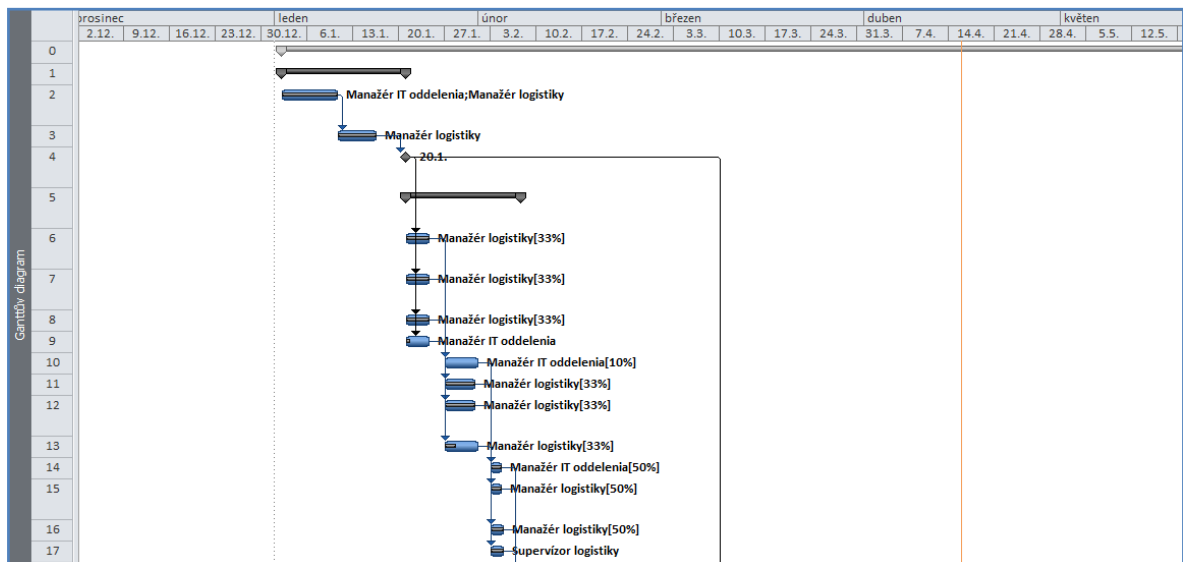 prosinec leden únor březen duben květen
2.12. 9.12. 16.12. 23.12. 30.12. 6.1. 13.1. 20.1. 27.1. 3.2. 10.2. 17.2. 24.2. 3.3. 10.3. 17.3. 24.3. 31.3. 7.4. 14.4. 21.4. 28.4. 5.5. 12.5.
Ganttův diagram
0
1
2 Manažér IT oddelenia;Manažér logistiky
3 Manažér logistiky
4 20.1.
5
6 Manažér logistiky[33%]
7 Manažér logistiky[33%]
8 Manažér logistiky[33%]
9 Manažér IT oddelenia
10 Manažér IT oddelenia[10%]
11 Manažér logistiky[33%]
12 Manažér logistiky[33%]
13 Manažér logistiky[33%]
14 Manažér IT oddelenia[50%]
15 Manažér logistiky[50%]
16 Manažér logistiky[50%]
17 Supervízor logistiky